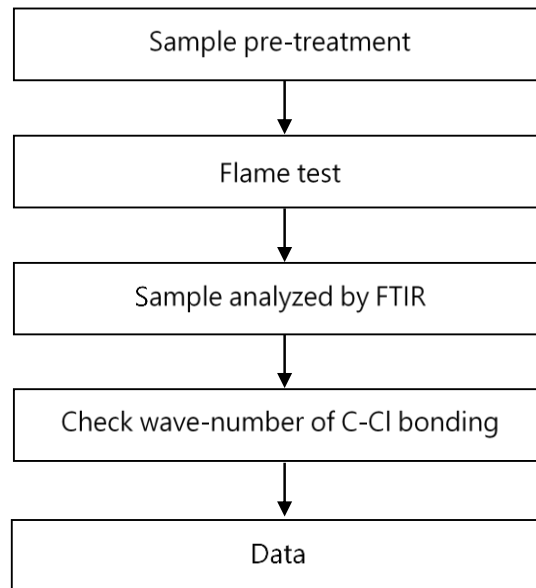 Sample pre-treatment
Flame test
Sample analyzed by FTIR
Check wave-number of C-Cl bonding
Data